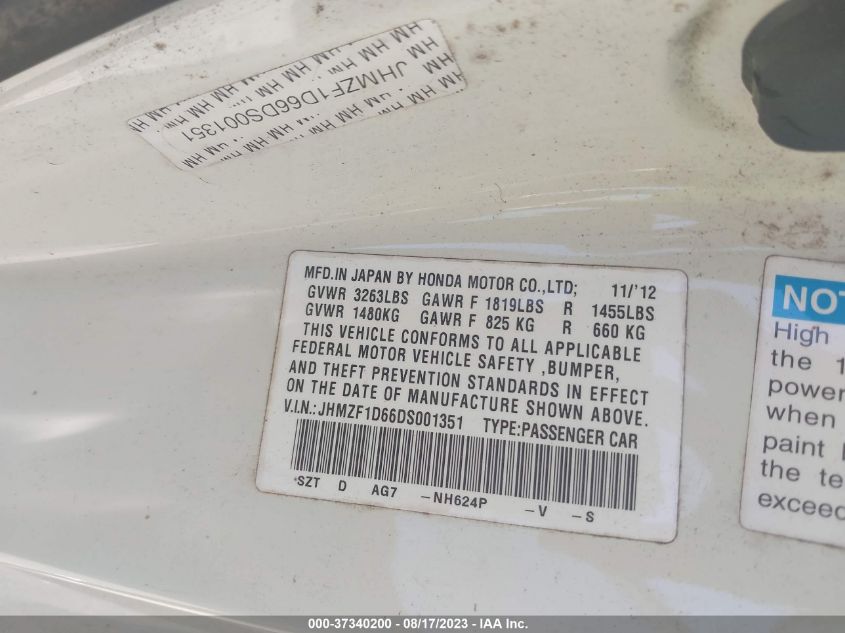 HM HM HM HM HM HM
JHMZF1D66DS001351
HM HM HM HM HM HM
MFD.IN JAPAN BY HONDA MOTOR CO.,LTD; 11/'12
GVWR 3263LBS GAWR F 1819LBS R 1455LBS
GVWR 1480KG GAWR F 825 KG R 660 KG
THIS VEHICLE CONFORMS TO ALL APPLICABLE
FEDERAL MOTOR VEHICLE SAFETY ,BUMPER,
AND THEFT PREVENTION STANDARDS IN EFFECT
ON THE DATE OF MANUFACTURE SHOWN ABOVE.
V.I.N.:JHMZF1D66DS001351 TYPE:PASSENGER CAR
*SZT D AG7 -NH624P -V -S
NOT
High
the 1
power
when
paint
the te
exceed
000-37340200 - 08/17/2023 - IAA Inc.